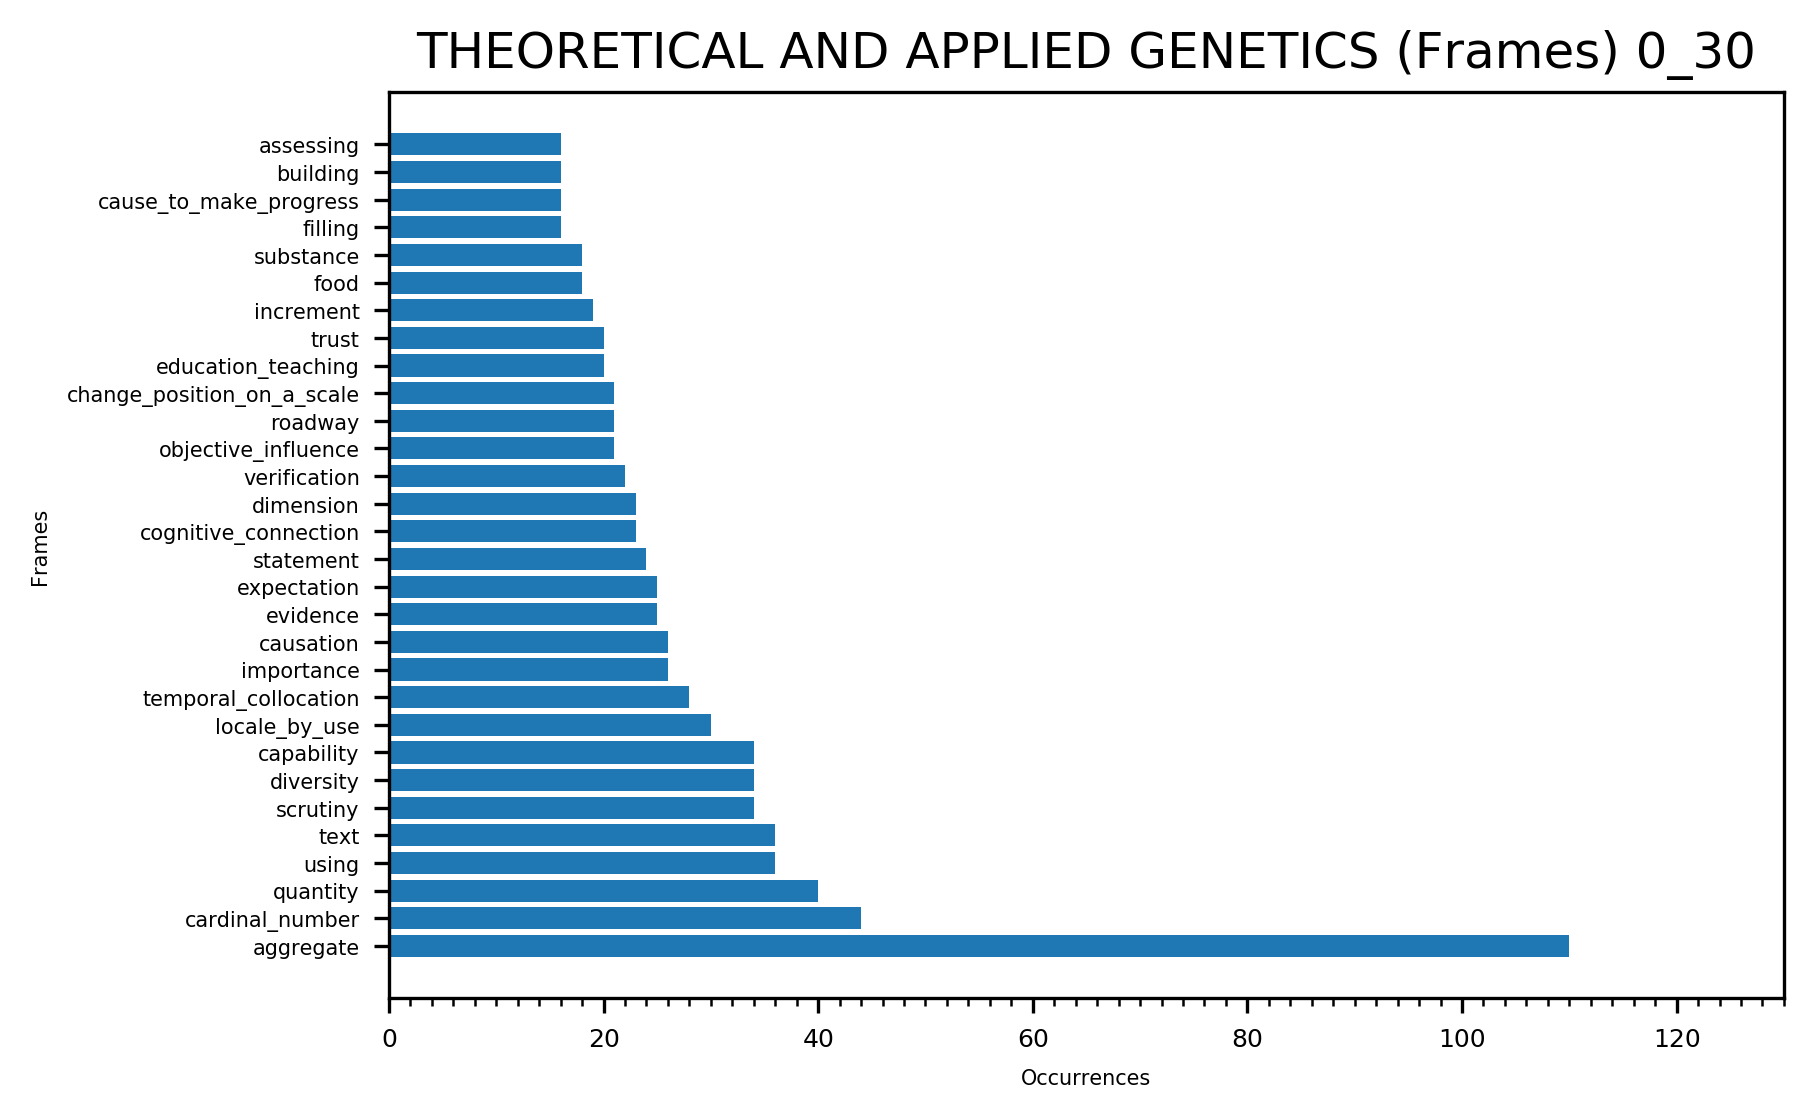 THEORETICAL AND APPLIED GENETICS (Frames) 0_30
assessing
building
cause_to_make_progress
filling
substance
food
increment
trust
education_teaching
change_position_on_a_scale
roadway
objective_influence
verification
dimension
cognitive_connection
statement
expectation
evidence
causation
importance
temporal_collocation
locale_by_use
capability
diversity
scrutiny
text
using
quantity
cardinal_number
aggregate
Frames
0 20 40 60 80 100 120
Occurrences